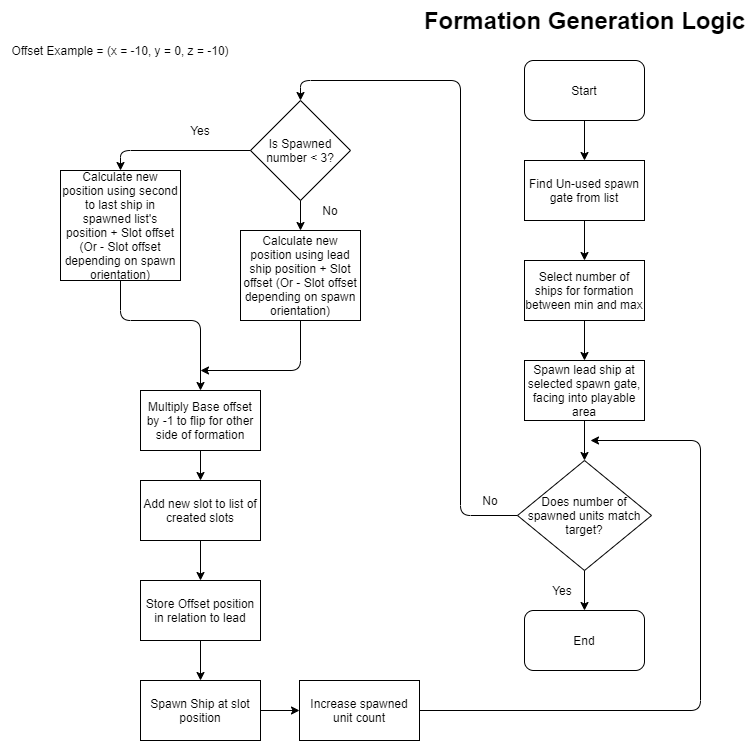 Formation Generation Logic
Offset Example = (x = -10, y = 0, z = -10)
Start
Find Un-used spawn
gate from list
Select number of
ships for formation
between min and max
Spawn lead ship at
selected spawn gate,
facing into playable
area
Does number of
spawned units match
target?
No
Yes
End
Is Spawned
number < 3?
Yes
No
Calculate new
position using second
to last ship in
spawned list's
position + Slot offset
(Or - Slot offset
depending on spawn
orientation)
Calculate new
position using lead
ship position + Slot
offset (Or - Slot offset
depending on spawn
orientation)
Multiply Base offset
by -1 to flip for other
side of formation
Add new slot to list of
created slots
Store Offset position
in relation to lead
Spawn Ship at slot
position
Increase spawned
unit count